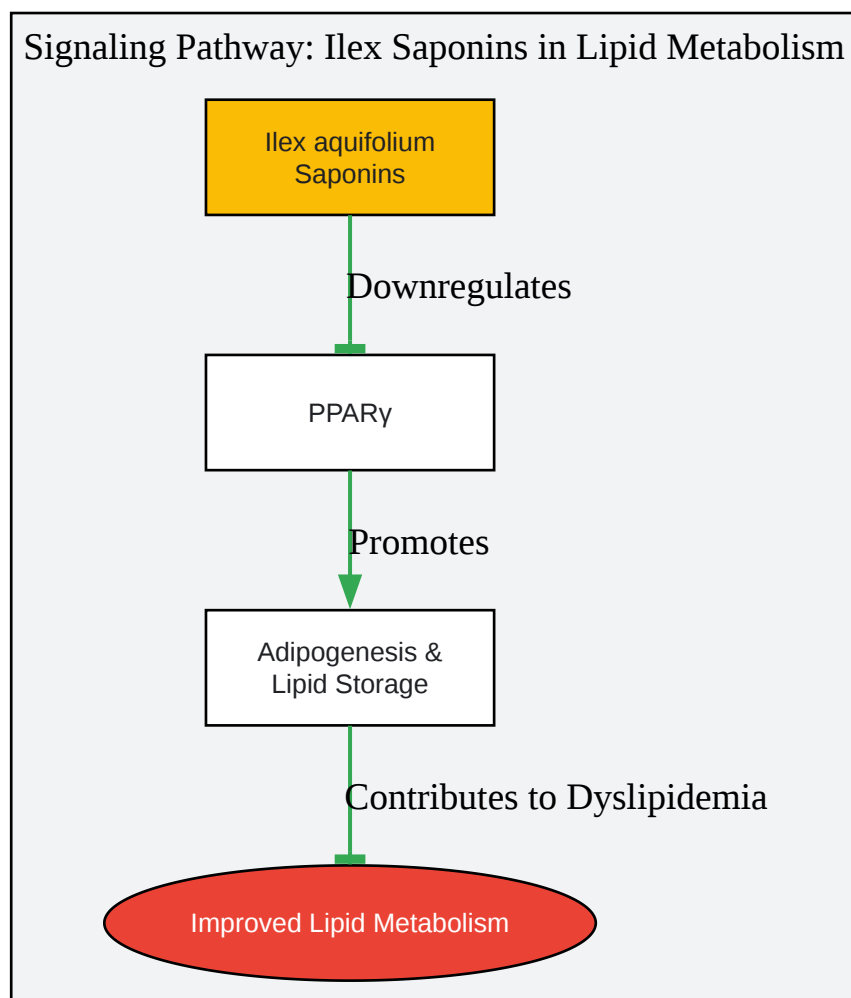 Signaling Pathway: Ilex Saponins in Lipid Metabolism
Ilex aquifolium
Saponins
Downregulates
PPARγ
Promotes
Adipogenesis &
Lipid Storage
Contributes to Dyslipidemia
Improved Lipid Metabolism